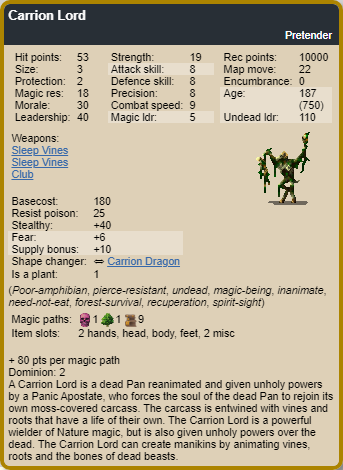 Carrion Lord
Pretender
Hit points: 53 Strength: 19 Rec points: 10000
Size: 3 Attack skill: 8 Map move: 22
Protection: 2 Defence skill: 8 Encumbrance: 0
Magic res: 18 Precision: 8 Age: 187
Morale: 30 Combat speed: 9 (750)
Leadership: 40 Magic ldr: 5 Undead ldr: 110
Weapons:
Sleep Vines
Sleep Vines
Club
Basecost: 180
Resist poison: 25
Stealthy: +40
Fear: +6
Supply bonus: +10
Shape changer: ⇔ Carrion Dragon
Is a plant: 1
(Poor-amphibian, pierce-resistant, undead, magic-being, inanimate,
need-not-eat, forest-survival, recuperation, spirit-sight)
Magic paths: 1 1 9
Item slots: 2 hands, head, body, feet, 2 misc
+ 80 pts per magic path
Dominion: 2
A Carrion Lord is a dead Pan reanimated and given unholy powers
by a Panic Apostate, who forces the soul of the dead Pan to rejoin its
own moss-covered carcass. The carcass is entwined with vines and
roots that have a life of their own. The Carrion Lord is a powerful
wielder of Nature magic, but is also given unholy powers over the
dead. The Carrion Lord can create manikins by animating vines,
roots and the bones of dead beasts.